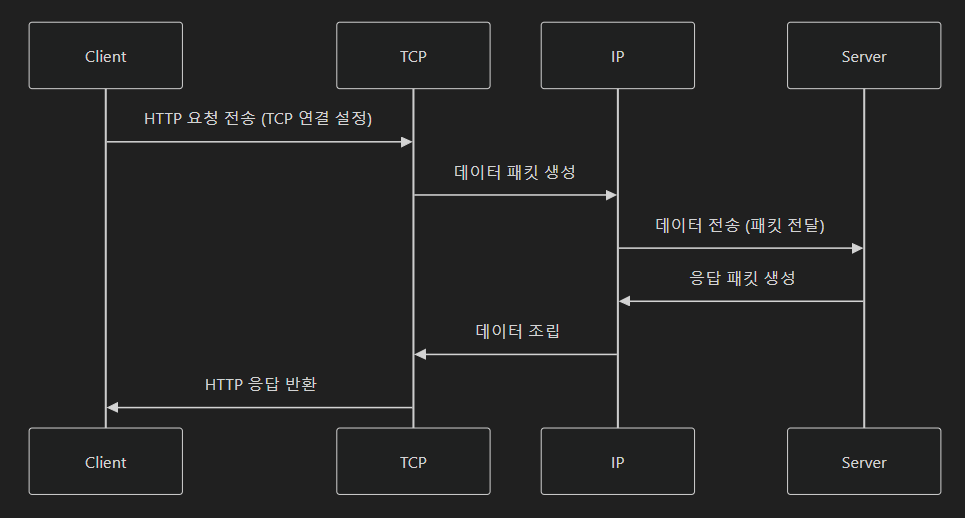 Client
TCP
IP
Server
HTTP 요청 전송 (TCP 연결 설정)
데이터 패킷 생성
데이터 전송 (패킷 전달)
응답 패킷 생성
데이터 조립
HTTP 응답 반환
Client
TCP
IP
Server